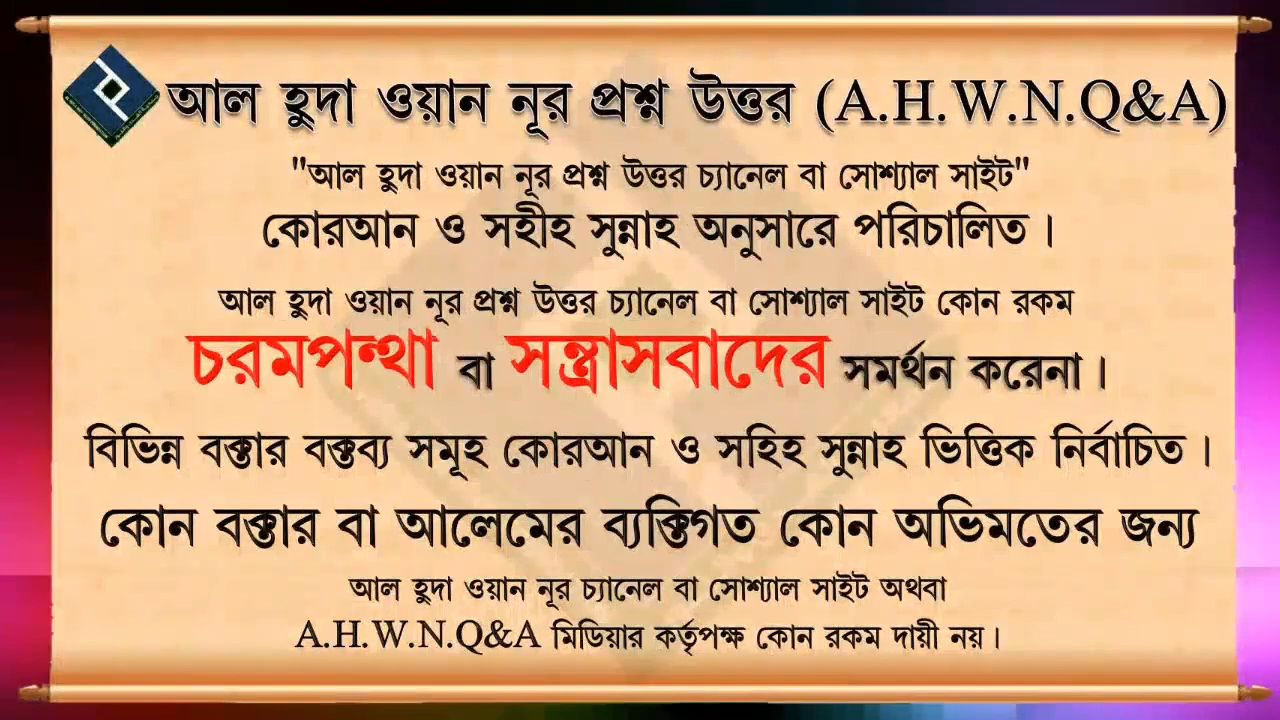 আল হুদা ওয়ান নূর প্রশ্ন উত্তর (A.H.W.N.Q&A)
"আল হুদা ওয়ান নূর প্রশ্ন উত্তর চ্যানেল বা সোশ্যাল সাইট"
কোরআন ও সহীহ সুন্নাহ অনুসারে পরিচালিত।
আল হুদা ওয়ান নূর প্রশ্ন উত্তর চ্যানেল বা সোশ্যাল সাইট কোন রকম
চরমপন্থা বা সন্ত্রাসবাদের সমর্থন করেনা।
বিভিন্ন বক্তার বক্তব্য সমূহ কোরআন ও সহিহ সুন্নাহ ভিত্তিক নির্বাচিত।
কোন বক্তার বা আলেমের ব্যক্তিগত কোন অভিমতের জন্য
আল হুদা ওয়ান নূর চ্যানেল বা সোশ্যাল সাইট অথবা
A.H.W.N.Q&A মিডিয়ার কর্তৃপক্ষ কোন রকম দায়ী নয়।